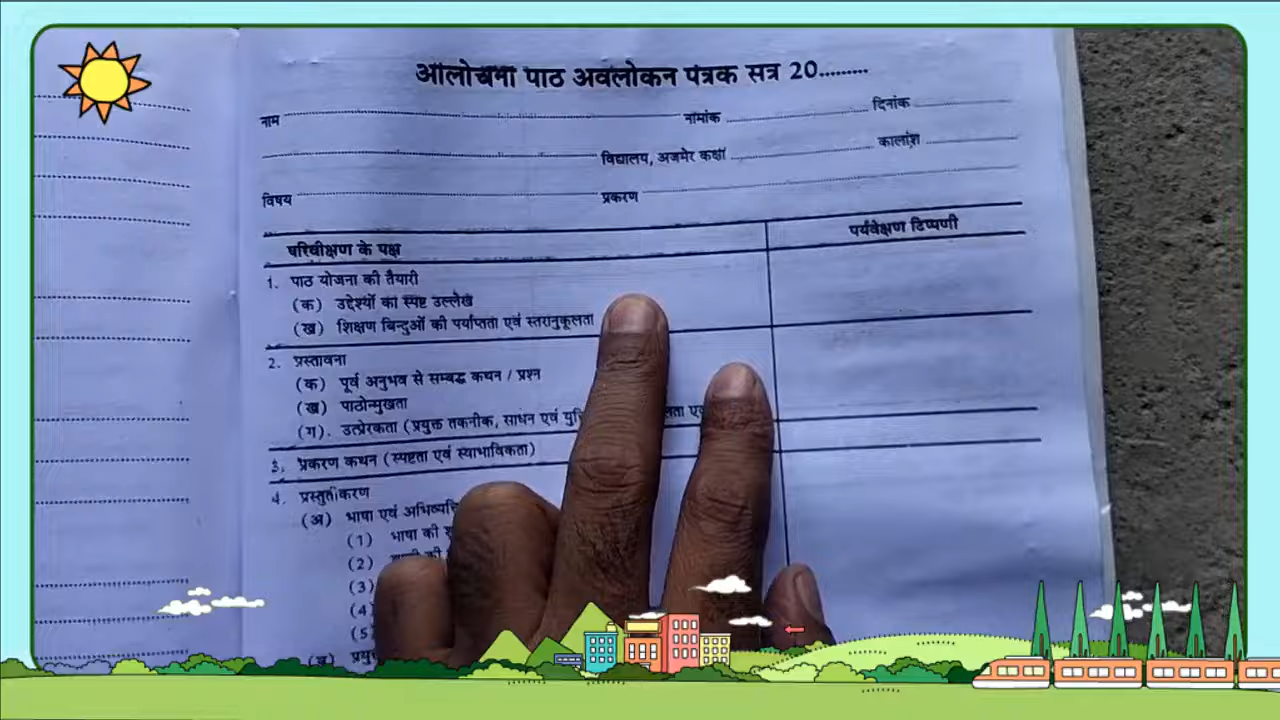 आलोचना पाठ अवलोकन पत्रक सत्र 20.........
नाम ........ नामांक ........ दिनांक ........
........ विद्यालय, अजमेर कक्षा ........ कालांश ........
विषय ........ प्रकरण ........
परिवीक्षण के पक्ष पर्यवेक्षण टिप्पणी
1. पाठ योजना की तैयारी
(क) उद्देश्यों का स्पष्ट उल्लेख
(ख) शिक्षण बिन्दुओं की पर्याप्तता एवं स्तरानुकूलता
2. प्रस्तावना
(क) पूर्व अनुभव से सम्बद्ध कथन / प्रश्न
(ख) पाठोन्मुखता
(ग). उत्प्रेरकता (प्रयुक्त तकनीक, साधन एवं
3. प्रकरण कथन (स्पष्टता एवं स्वाभाविकता)
4. प्रस्तुतीकरण
(अ) भाषा एवं
(1) भाषा की
(2)
(3)
(4)
(5)